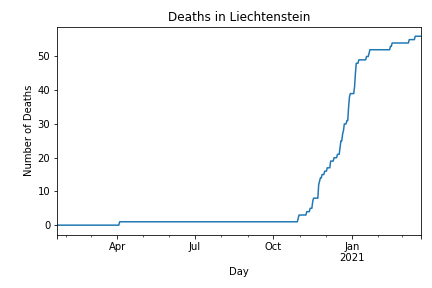 Deaths in Liechtenstein
Number of Deaths
50
40
30
20
10
0
Apr
Jul
Oct
Jan
2021
Day